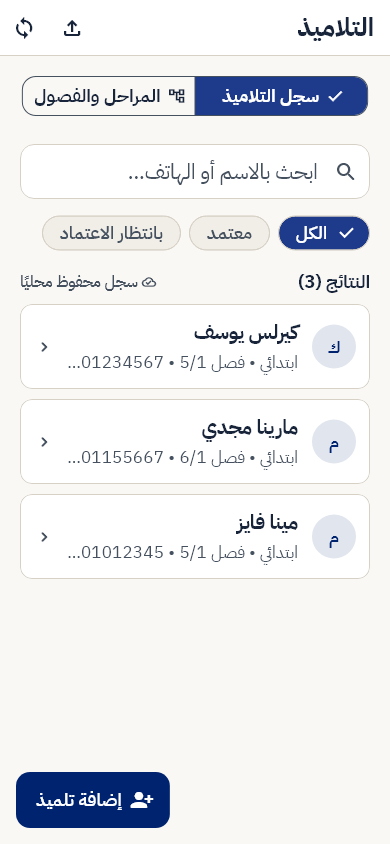 التلاميذ
سجل التلاميذ
المراحل والفصول
ابحث بالاسم أو الهاتف...
الكل
معتمد
بانتظار الاعتماد
النتائج (3)
سجل محفوظ محليًا
ك
كيرلس يوسف
ابتدائي • فصل 5/1 • 01234567...
م
مارينا مجدي
ابتدائي • فصل 6/1 • 01155667...
م
مينا فايز
ابتدائي • فصل 5/1 • 01012345...
إضافة تلميذ